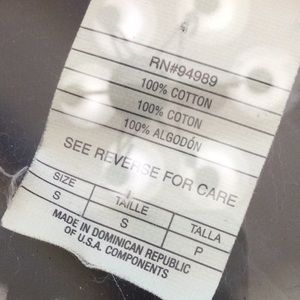 RN#94989
100% COTTON
100% COTON
100% ALGODÓN
SEE REVERSE FOR CARE
SIZE TAILLE TALLA
S S P
MADE IN DOMINICAN REPUBLIC
OF U.S.A. COMPONENTS